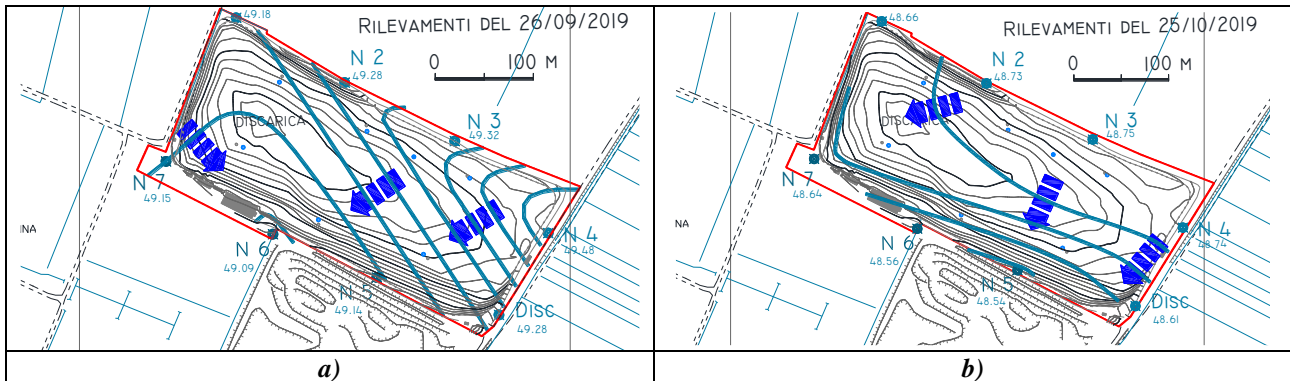 49.18
RILEVAMENTI DEL 26/09/2019
N 2
49.28
0 100 M
DISCARICA
N 3
49.32
N 7
49.15
N 6
49.09
N 4
49.48
N 5
49.14
DISC
49.28
NA
a)
48.66
RILEVAMENTI DEL 25/10/2019
N 2
48.73
0 100 M
N 3
48.75
N 7
48.64
N 6
48.56
N 4
48.74
N 5
48.54
DISC
48.61
NA
b)